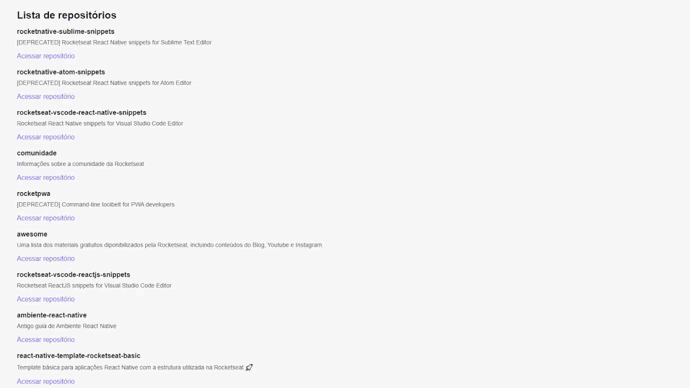 Lista de repositórios
rocketnative-sublime-snippets
[DEPRECATED] Rocketseat React Native snippets for Sublime Text Editor
Acessar repositório
rocketnative-atom-snippets
[DEPRECATED] Rocketseat React Native snippets for Atom Editor
Acessar repositório
rocketseat-vscode-react-native-snippets
Rocketseat React Native snippets for Visual Studio Code Editor
Acessar repositório
comunidade
Informações sobre a comunidade da Rocketseat
Acessar repositório
rocketpwa
[DEPRECATED] Command-line toolbelt for PWA developers
Acessar repositório
awesome
Uma lista dos materiais gratuitos diponibilizados pela Rocketseat, incluindo conteúdos do Blog, Youtube e Instagram
Acessar repositório
rocketseat-vscode-reactjs-snippets
Rocketseat ReactJS snippets for Visual Studio Code Editor
Acessar repositório
ambiente-react-native
Antigo guia de Ambiente React Native
Acessar repositório
react-native-template-rocketseat-basic
Template básica para aplicações React Native com a estrutura utilizada na Rocketseat 🚀
Acessar repositório